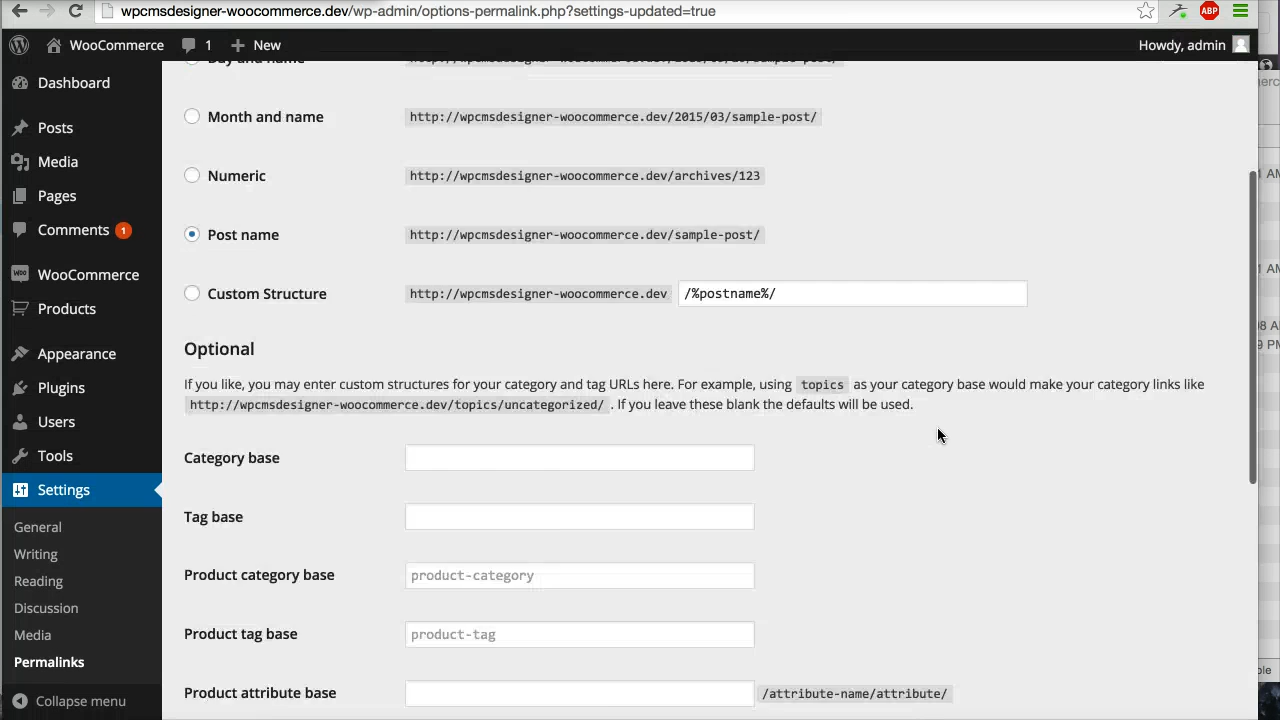 wpcmsdesigner-woocommerce.dev/wp-admin/options-permalink.php?settings-updated=true
ABP
WooCommerce 1 New Howdy, admin
Dashboard
Posts
Media
Pages
Comments 1
WooCommerce
Products
Appearance
Plugins
Users
Tools
Settings
General
Writing
Reading
Discussion
Media
Permalinks
Collapse menu
Day and name
Month and name http://wpcmsdesigner-woocommerce.dev/2015/03/sample-post/
Numeric http://wpcmsdesigner-woocommerce.dev/archives/123
Post name http://wpcmsdesigner-woocommerce.dev/sample-post/
Custom Structure http://wpcmsdesigner-woocommerce.dev /%postname%/
Optional
If you like, you may enter custom structures for your category and tag URLs here. For example, using topics as your category base would make your category links like
http://wpcmsdesigner-woocommerce.dev/topics/uncategorized/ . If you leave these blank the defaults will be used.
Category base
Tag base
Product category base product-category
Product tag base product-tag
Product attribute base /attribute-name/attribute/